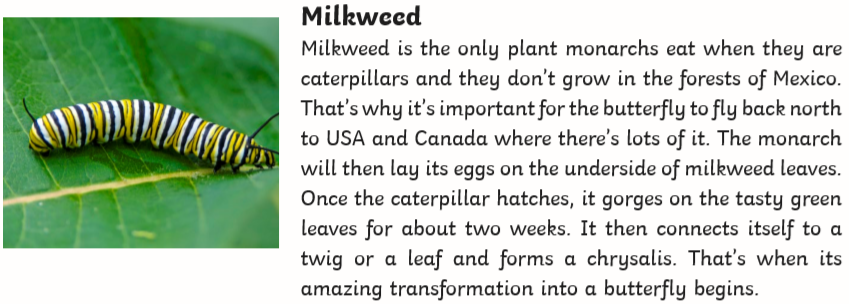 Milkweed
Milkweed is the only plant monarchs eat when they are
caterpillars and they don't grow in the forests of Mexico.
That's why it's important for the butterfly to fly back north
to USA and Canada where there's lots of it. The monarch
will then lay its eggs on the underside of milkweed leaves.
Once the caterpillar hatches, it gorges on the tasty green
leaves for about two weeks. It then connects itself to a
twig or a leaf and forms a chrysalis. That's when its
amazing transformation into a butterfly begins.